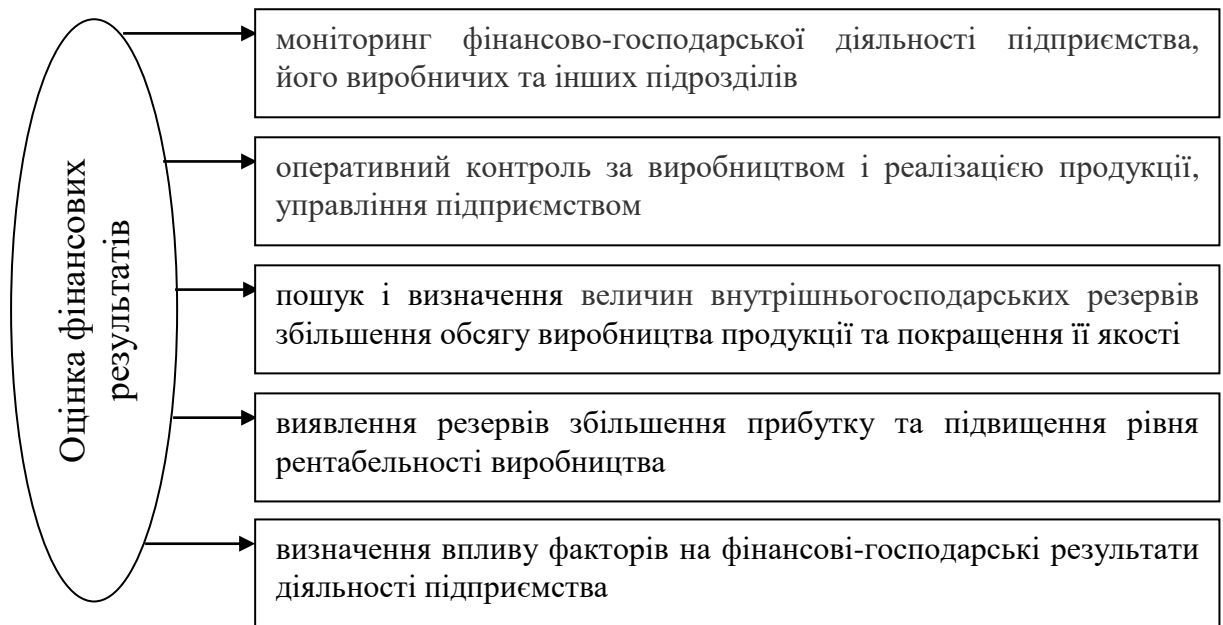 Оцінка фінансових
результатів
моніторинг фінансово-господарської діяльності підприємства,
його виробничих та інших підрозділів
оперативний контроль за виробництвом і реалізацією продукції,
управління підприємством
пошук і визначення величин внутрішньогосподарських резервів
збільшення обсягу виробництва продукції та покращення її якості
виявлення резервів збільшення прибутку та підвищення рівня
рентабельності виробництва
визначення впливу факторів на фінансові-господарські результати
діяльності підприємства